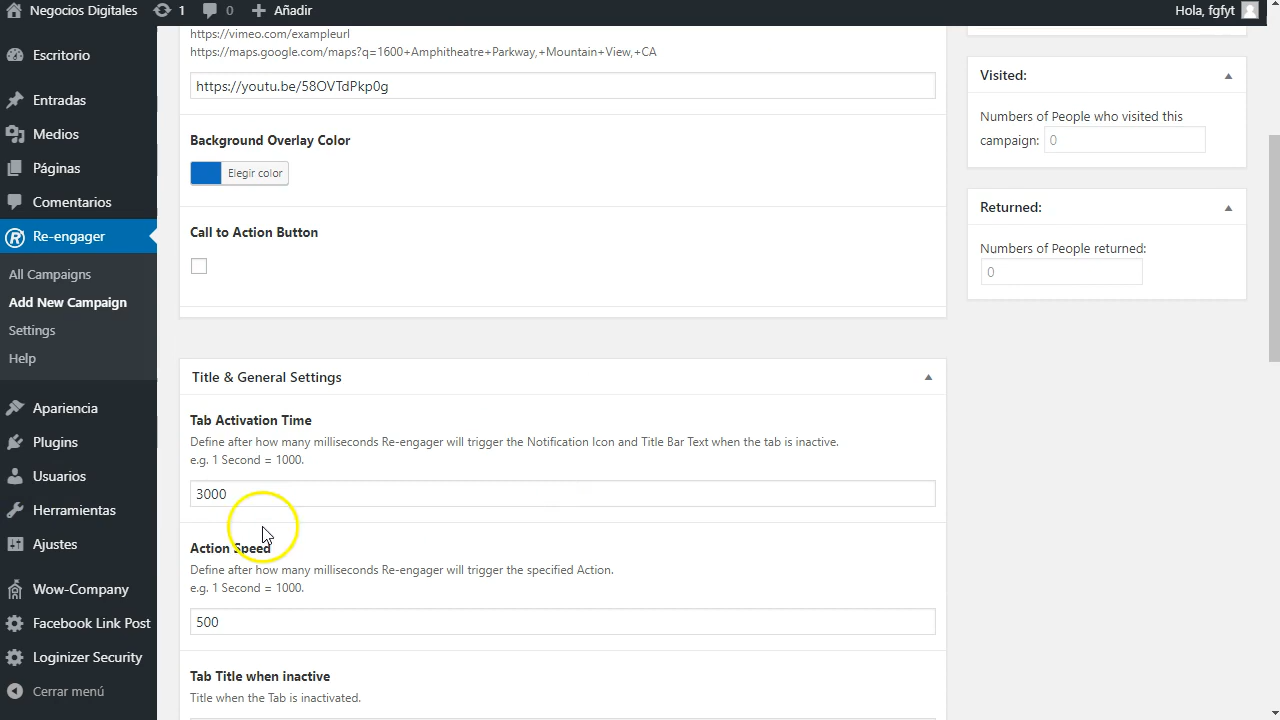 Negocios Digitales
1
0
Añadir
Hola, fgfyt
Escritorio
Entradas
Medios
Páginas
Comentarios
Re-engager
All Campaigns
Add New Campaign
Settings
Help
Apariencia
Plugins
Usuarios
Herramientas
Ajustes
Wow-Company
Facebook Link Post
Loginizer Security
Cerrar menú
https://vimeo.com/exampleurl
https://maps.google.com/maps?q=1600+Amphitheatre+Parkway,+Mountain+View,+CA
https://youtu.be/58OVTdPkp0g
Background Overlay Color
Elegir color
Call to Action Button
Title & General Settings
Tab Activation Time
Define after how many milliseconds Re-engager will trigger the Notification Icon and Title Bar Text when the tab is inactive.
e.g. 1 Second = 1000.
3000
Action Speed
Define after how many milliseconds Re-engager will trigger the specified Action.
e.g. 1 Second = 1000.
500
Tab Title when inactive
Title when the Tab is inactivated.
Visited:
Numbers of People who visited this
campaign: 0
Returned:
Numbers of People returned:
0